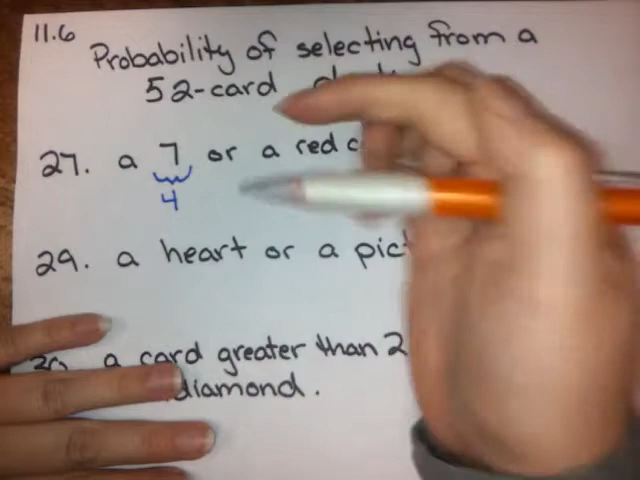 11.6
Probability of selecting from a
52-card
27. a 7 or a red
4
29. a heart or a
a card greater than 2
diamond.